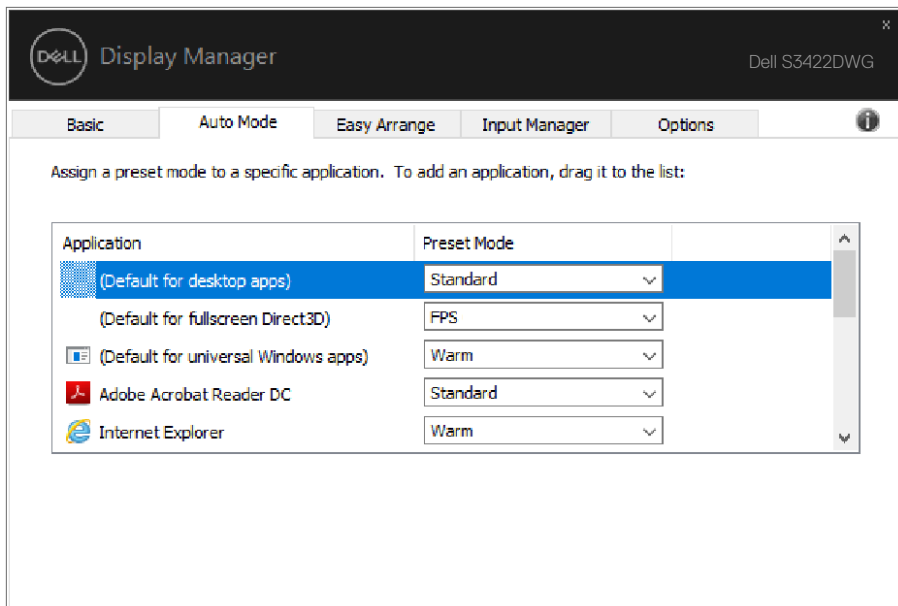 DELL Display Manager x
Dell S3422DWG
Basic Auto Mode Easy Arrange Input Manager Options
Assign a preset mode to a specific application. To add an application, drag it to the list:
Application Preset Mode
(Default for desktop apps) Standard
(Default for fullscreen Direct3D) FPS
(Default for universal Windows apps) Warm
Adobe Acrobat Reader DC Standard
Internet Explorer Warm